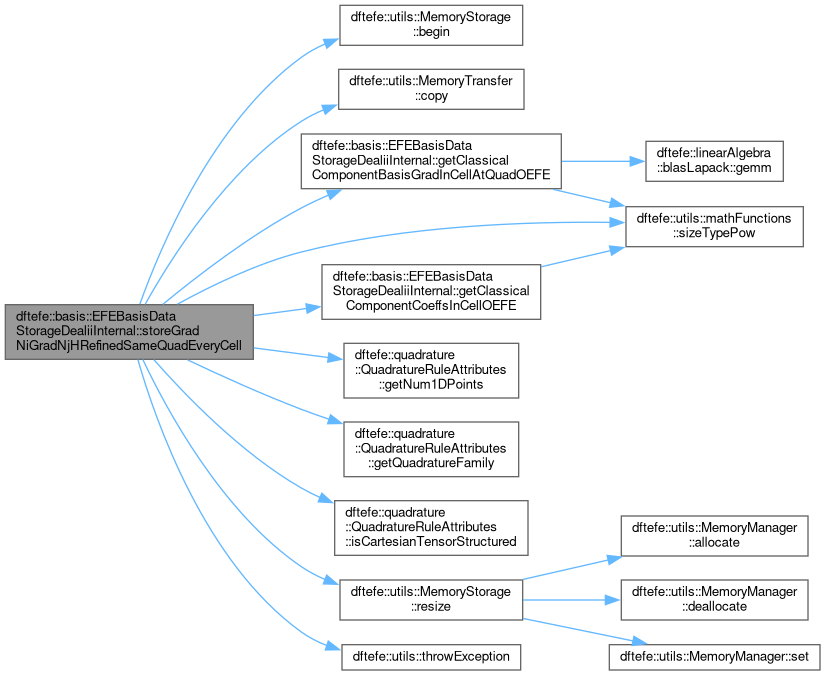 dftefe::utils::MemoryStorage
::begin
dftefe::utils::MemoryTransfer
::copy
dftefe::basis::EFEBasisData
StorageDealiiInternal::getClassical
ComponentBasisGradInCellAtQuadOEFE
dftefe::linearAlgebra
::blasLapack::gemm
dftefe::utils::mathFunctions
::sizeTypePow
dftefe::basis::EFEBasisData
StorageDealiiInternal::getClassical
ComponentCoeffsInCellOEFE
dftefe::basis::EFEBasisData
StorageDealiiInternal::storeGrad
NiGradNjHRefinedSameQuadEveryCell
dftefe::quadrature
::QuadratureRuleAttributes
::getNum1DPoints
dftefe::quadrature
::QuadratureRuleAttributes
::getQuadratureFamily
dftefe::quadrature
::QuadratureRuleAttributes
::isCartesianTensorStructured
dftefe::utils::MemoryManager
::allocate
dftefe::utils::MemoryStorage
::resize
dftefe::utils::MemoryManager
::deallocate
dftefe::utils::throwException
dftefe::utils::MemoryManager::set